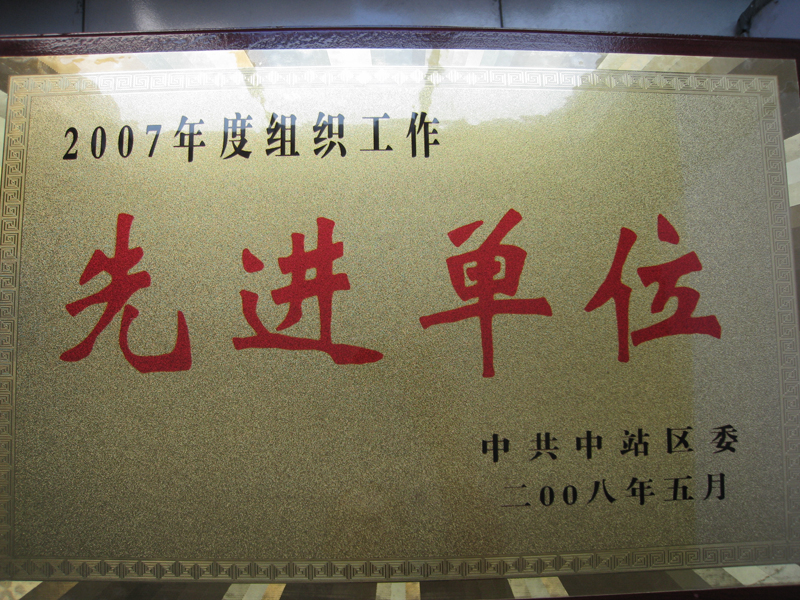 2007年度组织工作
先进单位
中共中站区委
二00八年五月